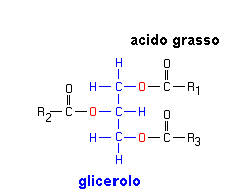 acido grasso
H O
H C O C R₁
R₂ C O C H
O O
H C O C R₃
H
glicerolo